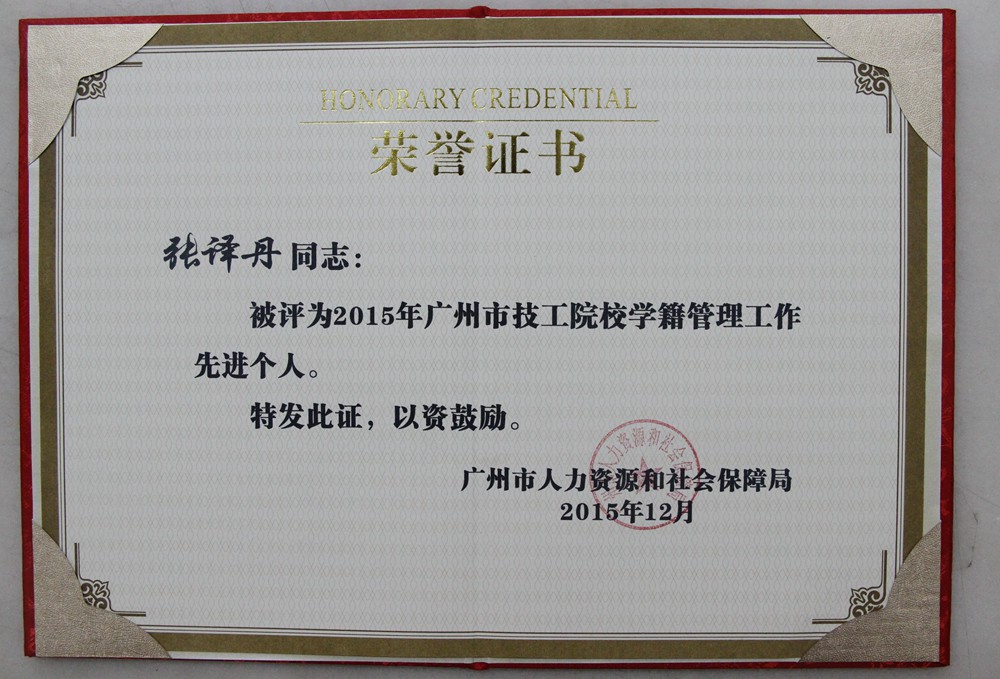 HONORARY CREDENTIAL
荣誉证书
张译丹同志：
被评为2015年广州市技工院校学籍管理工作
先进个人。
特发此证，以资鼓励。
广州市人力资源和社会保障局
2015年12月